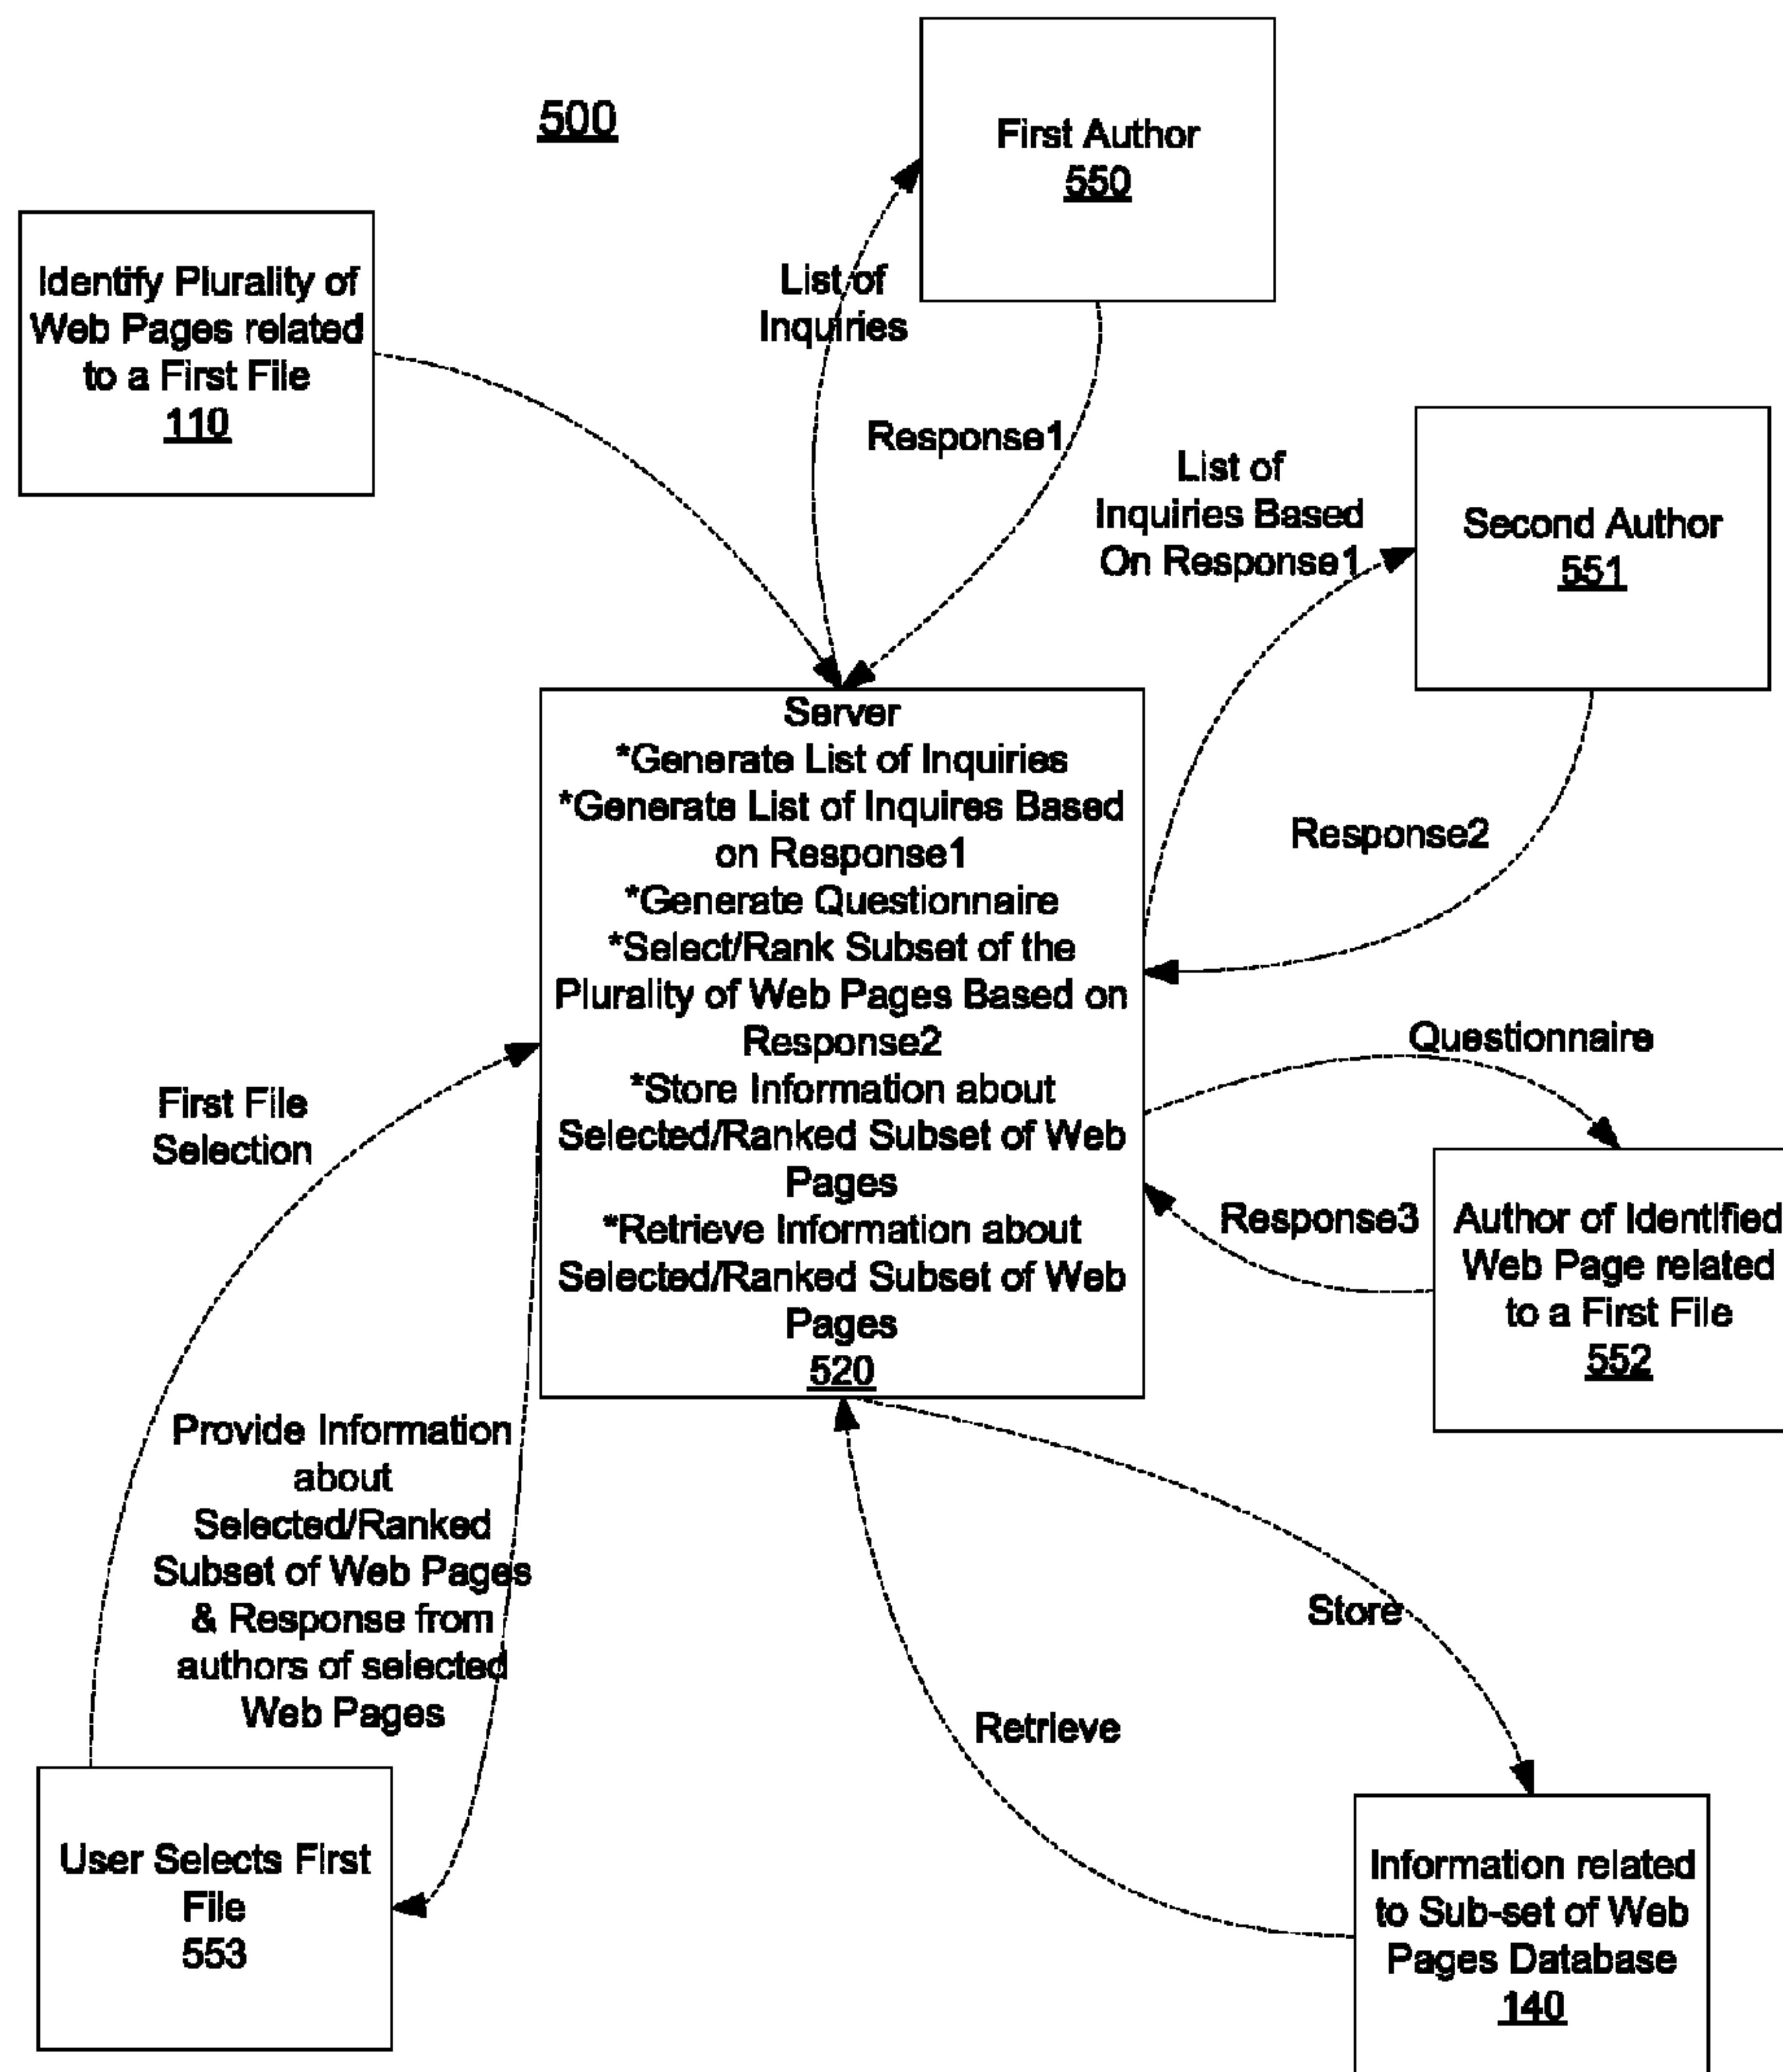 500
First Author
550
Identify Plurality of
Web Pages related
to a First File
110
List of
Inquiries
Response1
List of
Inquiries Based
On Response1
Second Author
551
Response2
Server
*Generate List of Inquiries
*Generate List of Inquires Based
on Response1
*Generate Questionnaire
*Select/Rank Subset of the
Plurality of Web Pages Based on
Response2
*Store Information about
Selected/Ranked Subset of Web
Pages
*Retrieve Information about
Selected/Ranked Subset of Web
Pages
520
Questionnaire
Response3
Author of Identified
Web Page related
to a First File
552
First File
Selection
Provide Information
about
Selected/Ranked
Subset of Web Pages
& Response from
authors of selected
Web Pages
Store
Retrieve
User Selects First
File
553
Information related
to Sub-set of Web
Pages Database
140